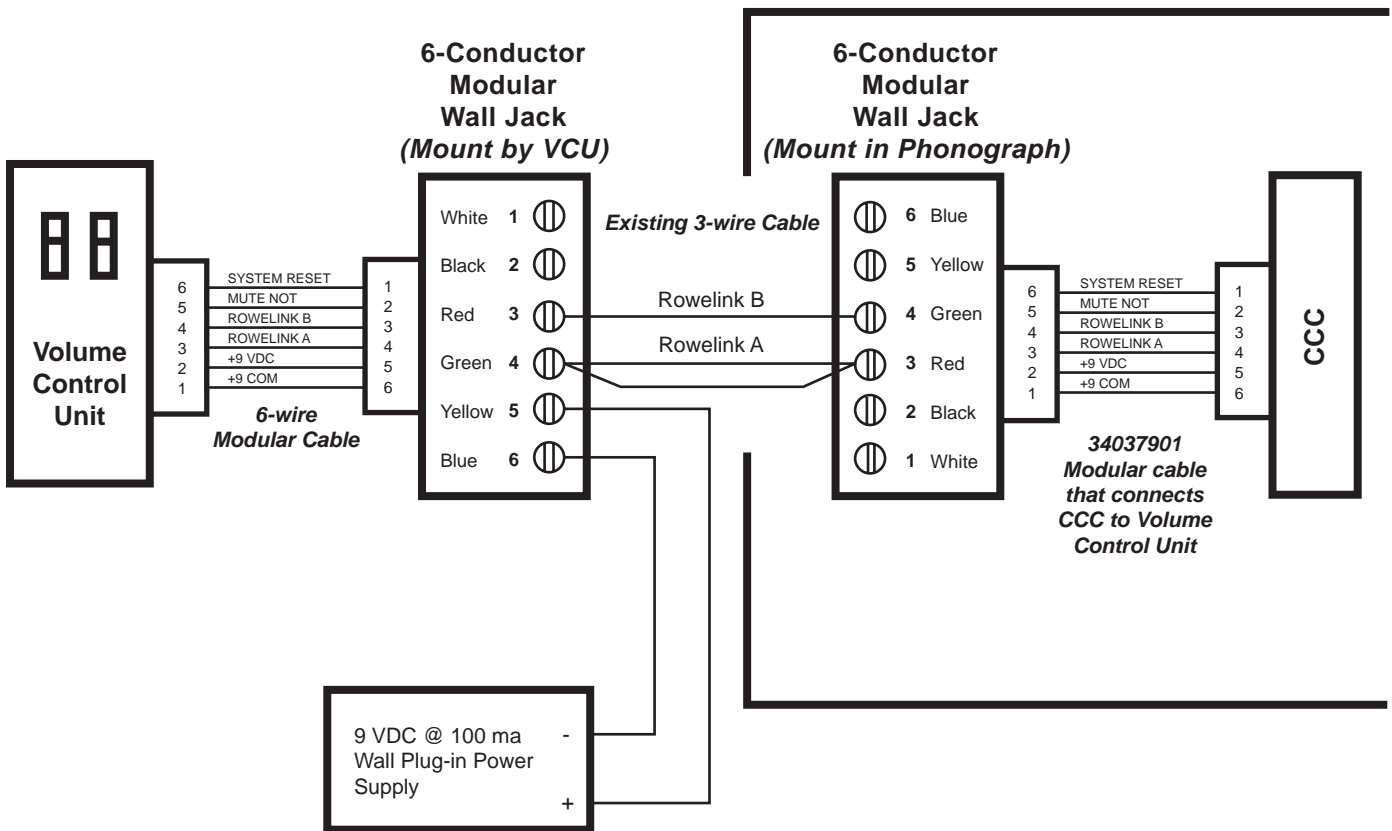 6-Conductor
Modular
Wall Jack
(Mount by VCU)
6-Conductor
Modular
Wall Jack
(Mount in Phonograph)
Volume
Control
Unit
6
5
4
3
2
1
SYSTEM RESET
MUTE NOT
ROWELINK B
ROWELINK A
+9 VDC
+9 COM
6-wire
Modular Cable
1
2
3
4
5
6
White 1
Black 2
Red 3
Green 4
Yellow 5
Blue 6
Existing 3-wire Cable
Rowelink B
Rowelink A
6 Blue
5 Yellow
4 Green
3 Red
2 Black
1 White
6
5
4
3
2
1
SYSTEM RESET
MUTE NOT
ROWELINK B
ROWELINK A
+9 VDC
+9 COM
1
2
3
4
5
6
CCC
34037901
Modular cable
that connects
CCC to Volume
Control Unit
9 VDC @ 100 ma -
Wall Plug-in Power
Supply
+